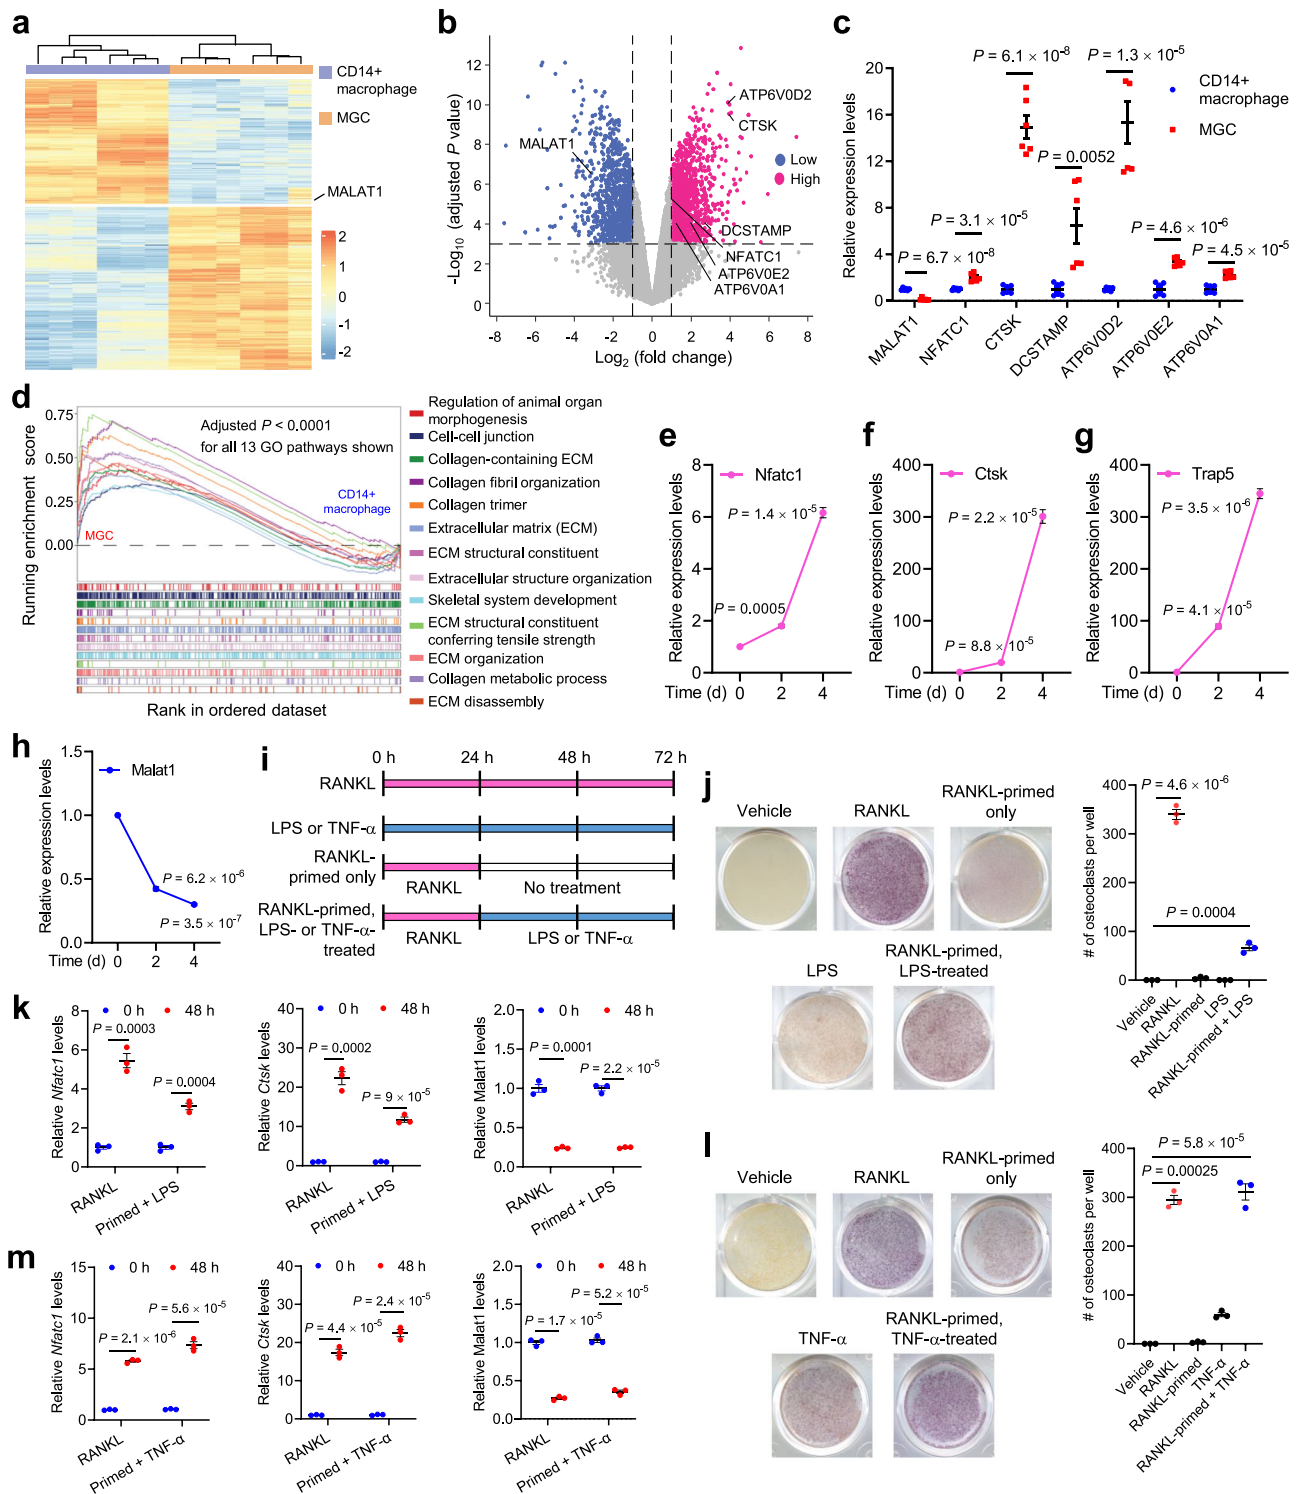 a
CD14+
macrophage
MGC
MALAT1
2
1
0
-1
-2
b
-Log10 (adjusted P value)
12
10
8
6
4
2
0
-8 -6 -4 -2 0 2 4 6 8
Log2 (fold change)
MALAT1
ATP6V0D2
CTSK
Low
High
DCSTAMP
NFATC1
ATP6V0E2
ATP6V0A1
c
Relative expression levels
20
16
12
8
4
0
P = 6.1 × 10-8
P = 1.3 × 10-5
CD14+
macrophage
MGC
P = 0.0052
P = 3.1 × 10-5
P = 4.6 × 10-6
P = 6.7 × 10-8
P = 4.5 × 10-5
MALAT1
NFATC1
CTSK
DCSTAMP
ATP6V0D2
ATP6V0E2
ATP6V0A1
d
Running enrichment score
0.75
0.50
0.25
0.00
Adjusted P < 0.0001
for all 13 GO pathways shown
CD14+
macrophage
MGC
Rank in ordered dataset
Regulation of animal organ
morphogenesis
Cell-cell junction
Collagen-containing ECM
Collagen fibril organization
Collagen trimer
Extracellular matrix (ECM)
ECM structural constituent
Extracellular structure organization
Skeletal system development
ECM structural constituent
conferring tensile strength
ECM organization
Collagen metabolic process
ECM disassembly
e
Relative expression levels
8
6
4
2
0
Nfatc1
P = 1.4 × 10-5
P = 0.0005
Time (d) 0 2 4
f
Relative expression levels
400
300
200
100
0
Ctsk
P = 2.2 × 10-5
P = 8.8 × 10-5
Time (d) 0 2 4
g
Relative expression levels
400
300
200
100
0
Trap5
P = 3.5 × 10-6
P = 4.1 × 10-5
Time (d) 0 2 4
h
Relative expression levels
1.5
1.0
0.5
0.0
Malat1
P = 6.2 × 10-6
P = 3.5 × 10-7
Time (d) 0 2 4
i
0 h 24 h 48 h 72 h
RANKL
LPS or TNF-α
RANKL-
primed only
RANKL No treatment
RANKL-primed,
LPS- or TNF-α-
treated
RANKL LPS or TNF-α
j
Vehicle
RANKL
RANKL-primed
only
LPS
RANKL-primed,
LPS-treated
# of osteoclasts per well
400
300
200
100
0
P = 4.6 × 10-6
P = 0.0004
Vehicle
RANKL
RANKL-primed
LPS
RANKL-primed + LPS
k
Relative Nfatc1 levels
8
6
4
2
0
0 h 48 h
P = 0.0003
P = 0.0004
RANKL
Primed + LPS
Relative Ctsk levels
40
30
20
10
0
0 h 48 h
P = 0.0002
P = 9 × 10-5
RANKL
Primed + LPS
Relative Malat1 levels
2.0
1.5
1.0
0.5
0.0
0 h 48 h
P = 0.0001
P = 2.2 × 10-5
RANKL
Primed + LPS
l
Vehicle
RANKL
RANKL-primed
only
TNF-α
RANKL-primed,
TNF-α-treated
# of osteoclasts per well
400
300
200
100
0
P = 5.8 × 10-5
P = 0.00025
Vehicle
RANKL
RANKL-primed
TNF-α
RANKL-primed + TNF-α
m
Relative Nfatc1 levels
15
10
5
0
0 h 48 h
P = 5.6 × 10-5
P = 2.1 × 10-6
RANKL
Primed + TNF-α
Relative Ctsk levels
40
30
20
10
0
0 h 48 h
P = 2.4 × 10-5
P = 4.4 × 10-5
RANKL
Primed + TNF-α
Relative Malat1 levels
2.0
1.5
1.0
0.5
0.0
0 h 48 h
P = 5.2 × 10-5
P = 1.7 × 10-5
RANKL
Primed + TNF-α